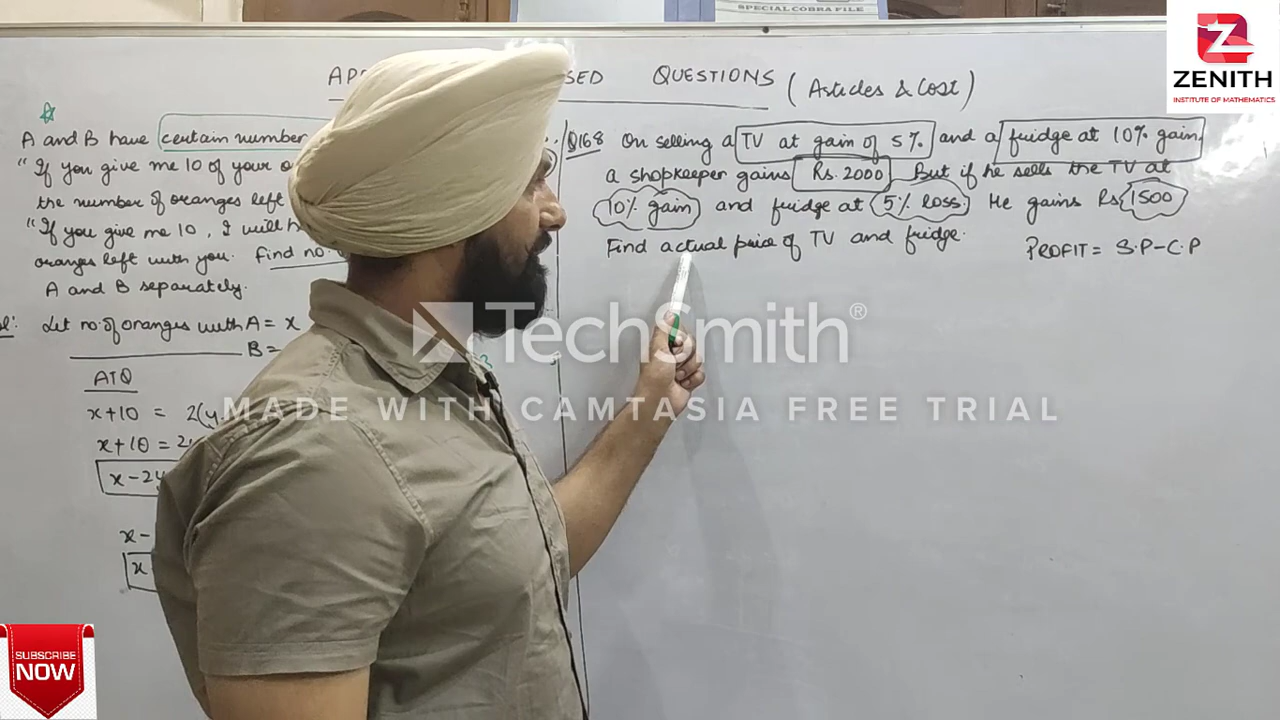 SPECIAL COBRA FILE
Z
ZENITH
INSTITUTE OF MATHEMATICS
QUESTIONS (Articles & Cost)
A and B have certain number
"If you give me 10 of your
the number of oranges left
"If you give me 10, I will
oranges left with you. Find no.
A and B separately.
Let no. of oranges with A = x
B =
ATQ
x+10 = 2(y
x+10 = 2y
x-2y
x-
x
Q168 On selling a TV at gain of 5% and a fridge at 10% gain
a shopkeeper gains Rs. 2000 But if he sells the TV at
10% gain and fridge at 5% loss. He gains Rs 1500
Find actual price of TV and fridge.
PROFIT = S.P-C.P
TechSmith®
MADE WITH CAMTASIA FREE TRIAL
SUBSCRIBE
NOW